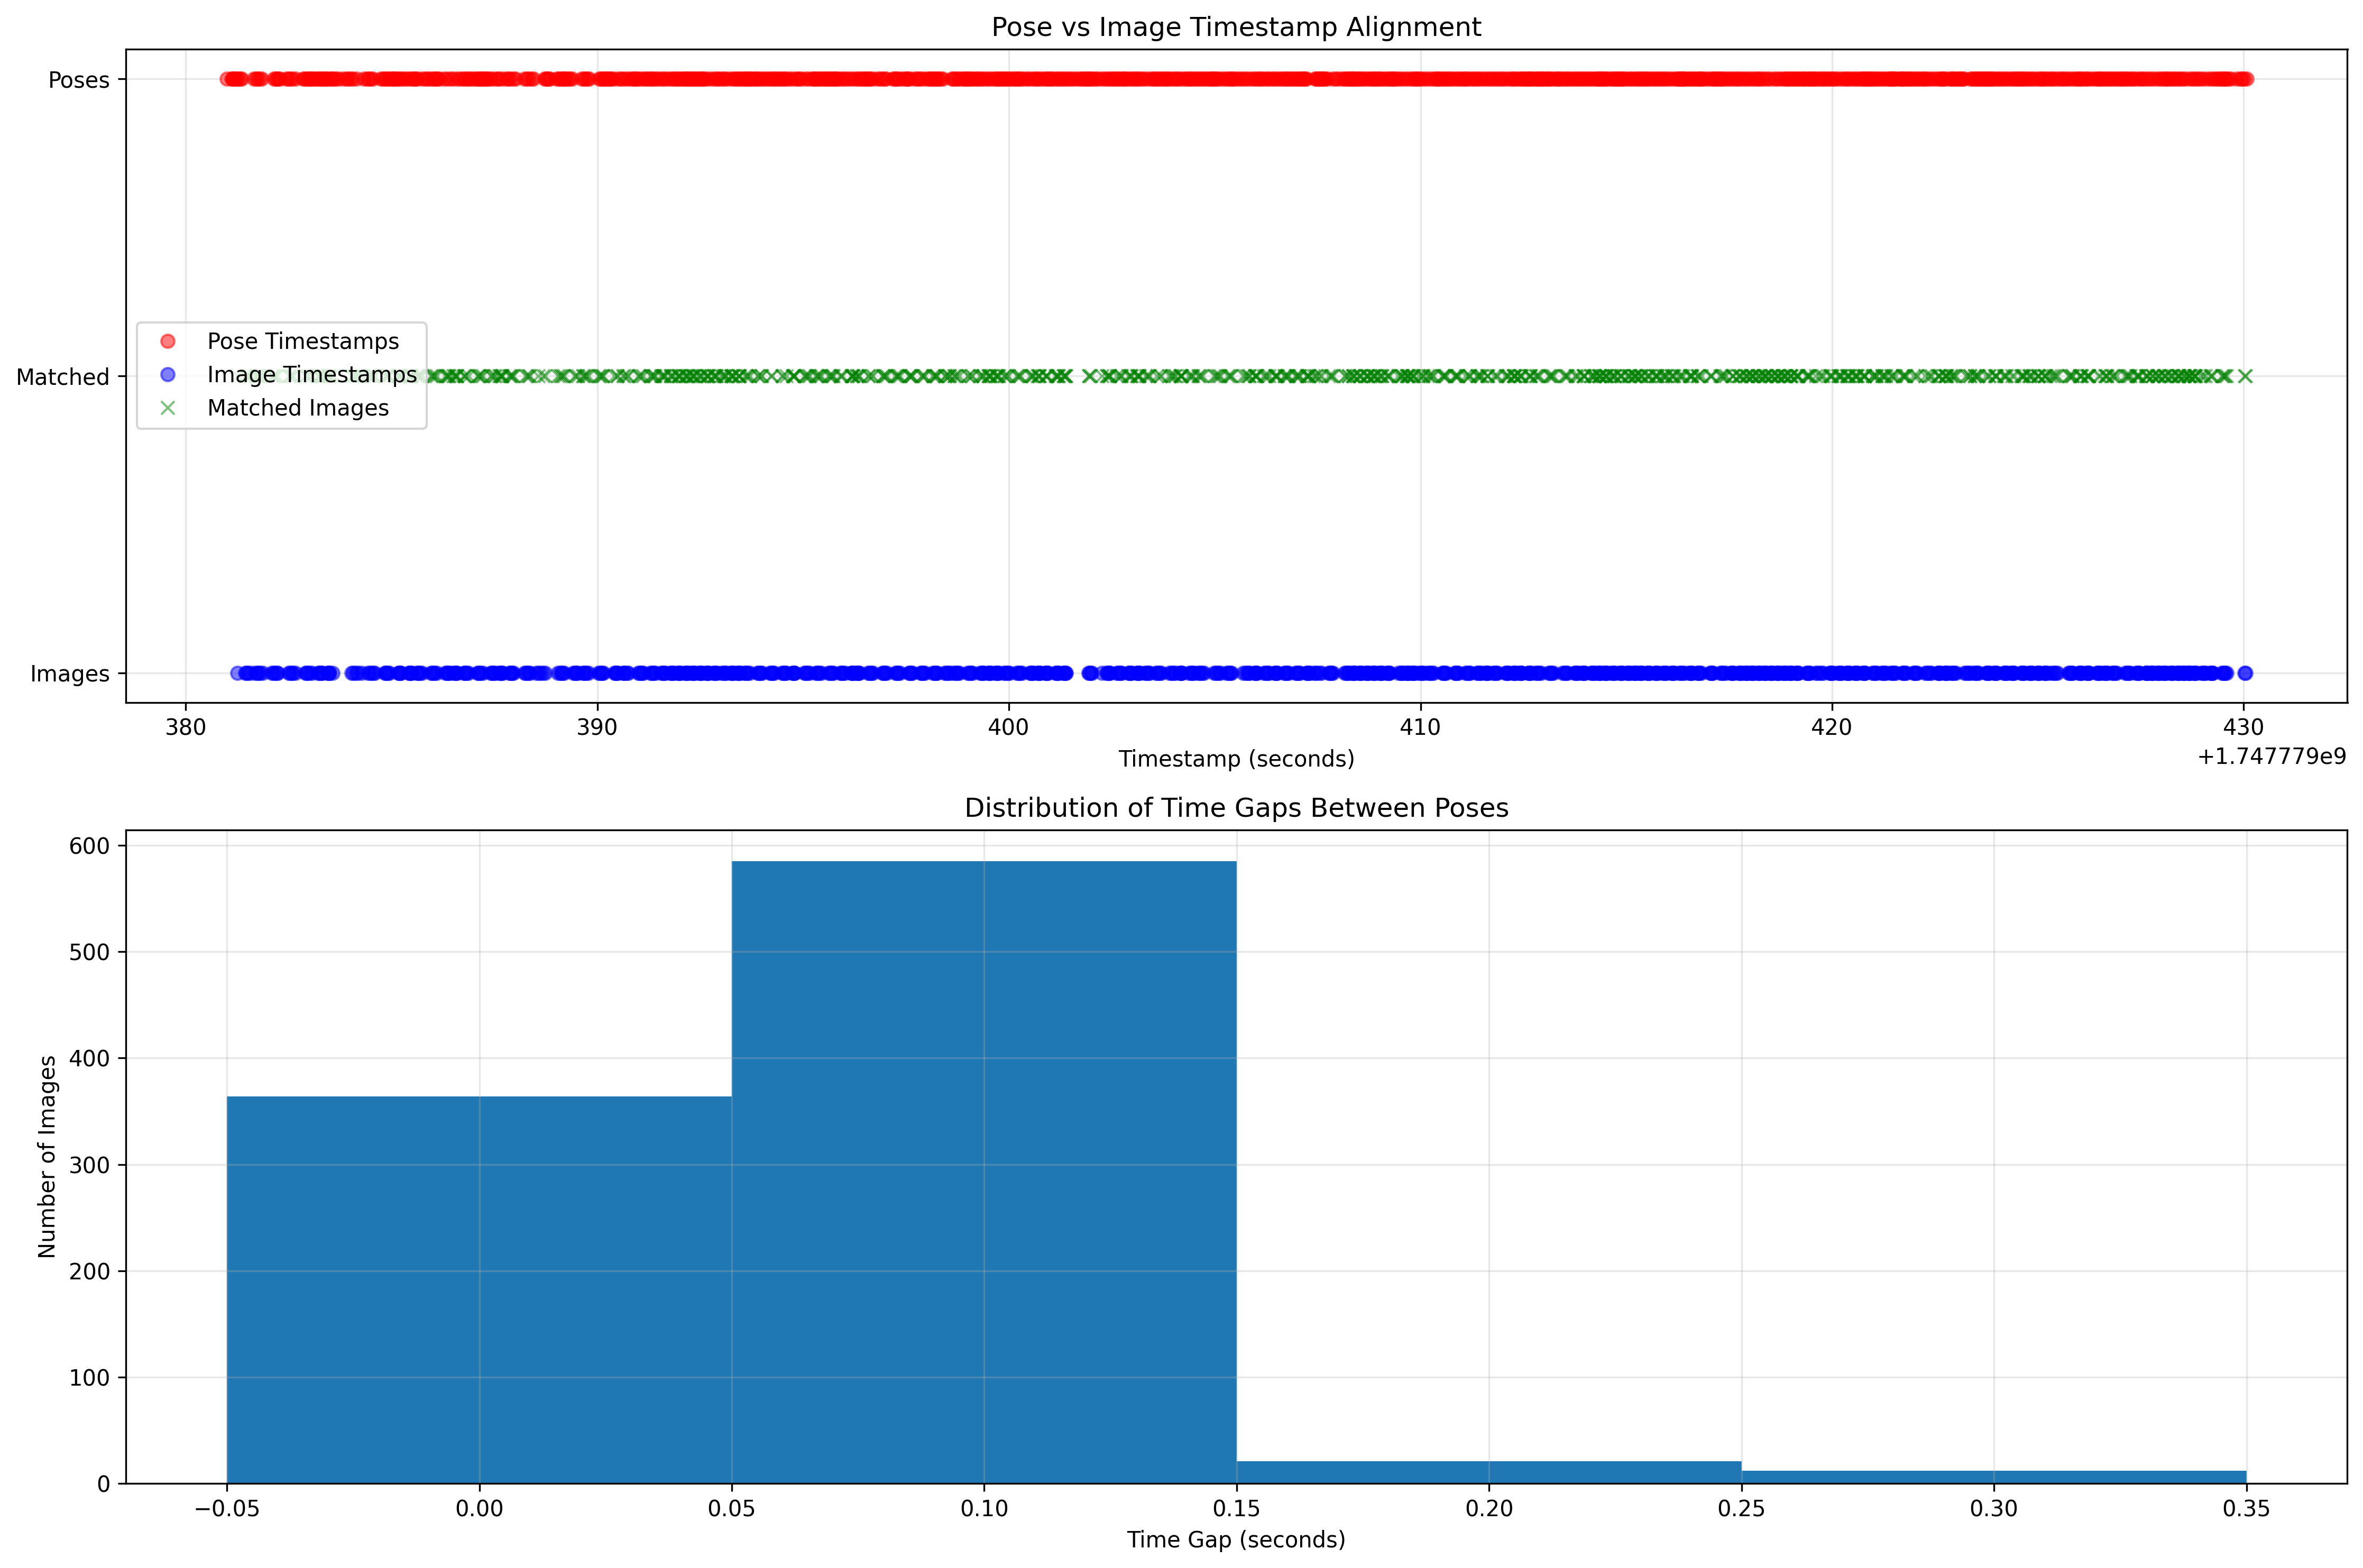 Pose vs Image Timestamp Alignment
Poses
Matched
Images
Pose Timestamps
Image Timestamps
Matched Images
380
390
400
410
420
430
Timestamp (seconds)
+1.747779e9
Distribution of Time Gaps Between Poses
Number of Images
600
500
400
300
200
100
0
−0.05
0.00
0.05
0.10
0.15
0.20
0.25
0.30
0.35
Time Gap (seconds)